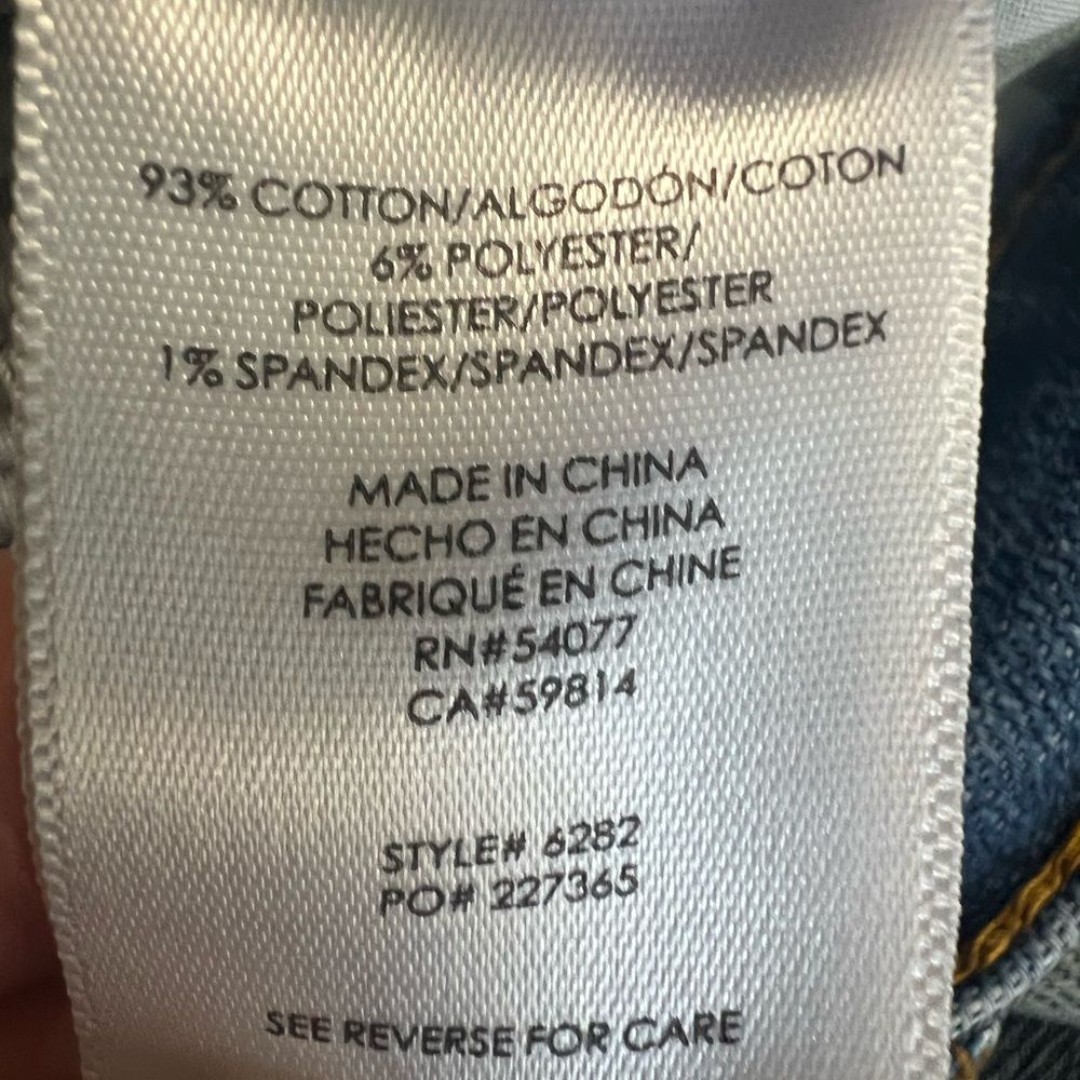 93% COTTON/ALGODÓN/COTON
6% POLYESTER/
POLIESTER/POLYESTER
1% SPANDEX/SPANDEX/SPANDEX
MADE IN CHINA
HECHO EN CHINA
FABRIQUÉ EN CHINE
RN#54077
CA#59814
STYLE# 6282
PO# 227365
SEE REVERSE FOR CARE